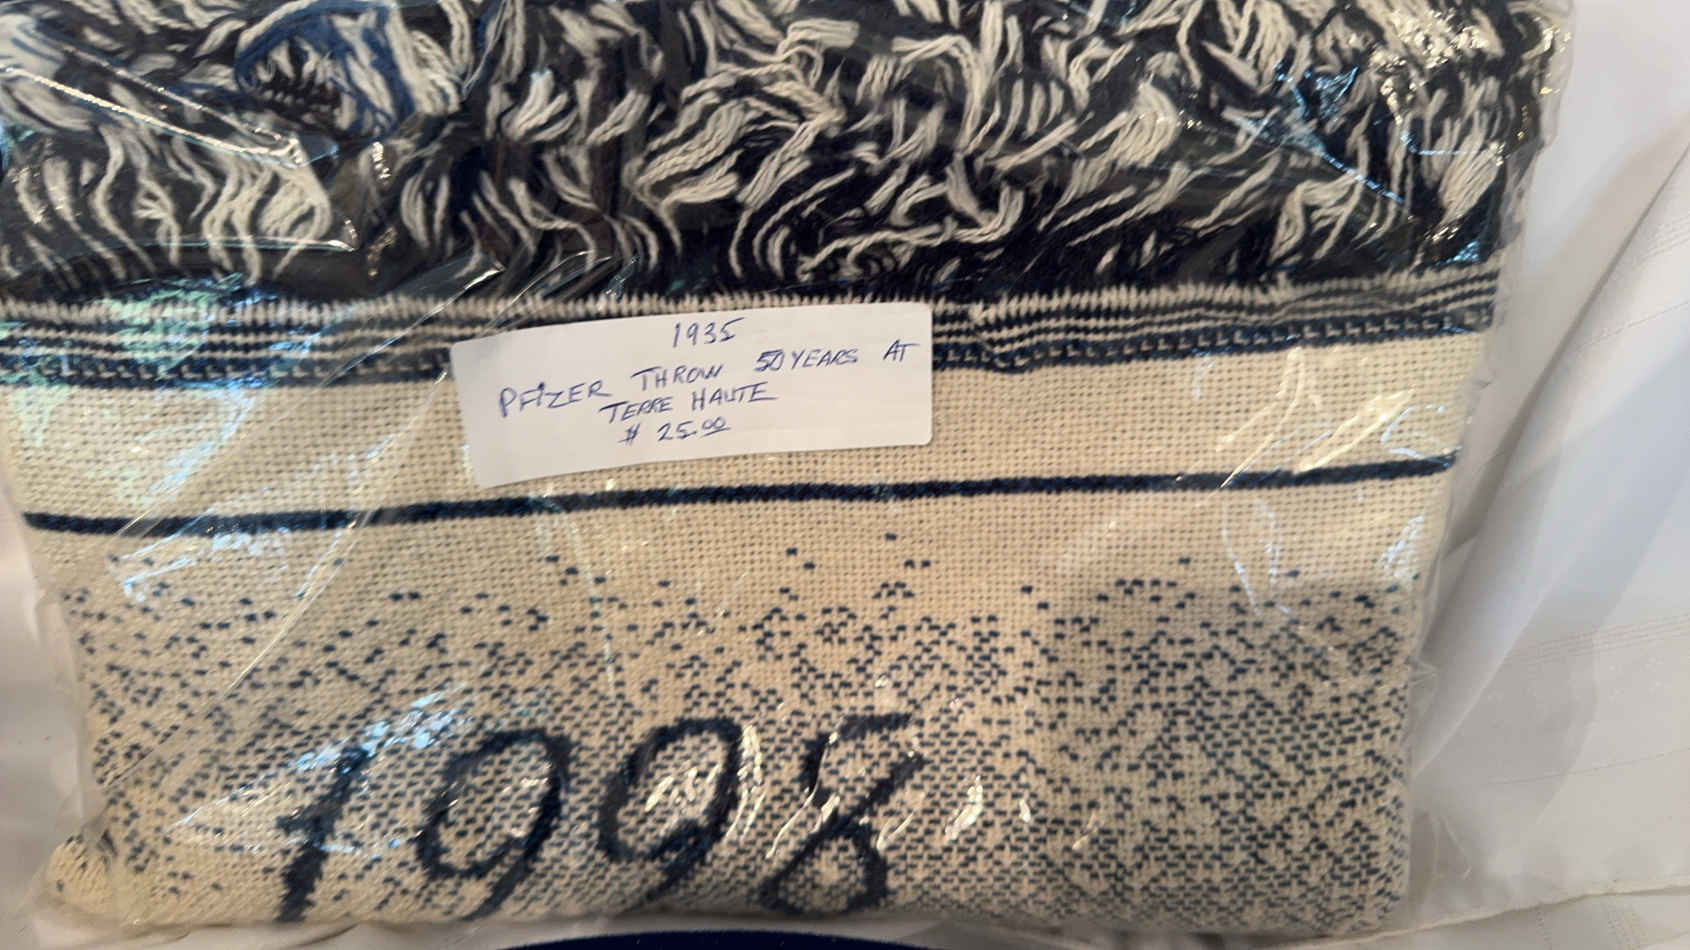 1935
PFIZER THROW 50 YEARS AT
TERRE HAUTE
$ 25.00
1998